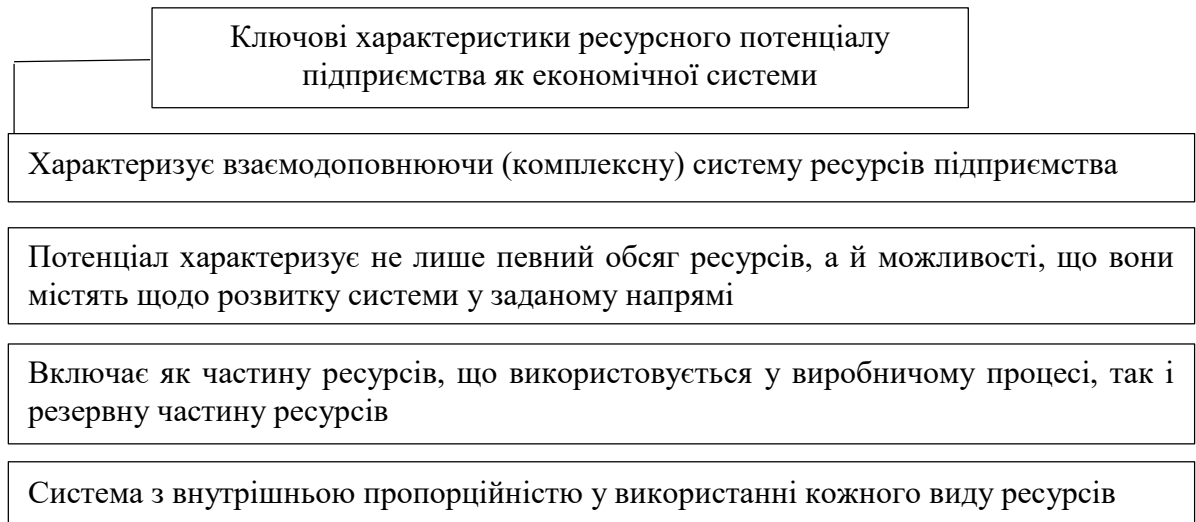 Ключові характеристики ресурсного потенціалу
підприємства як економічної системи
Характеризує взаємодоповнюючи (комплексну) систему ресурсів підприємства
Потенціал характеризує не лише певний обсяг ресурсів, а й можливості, що вони
містять щодо розвитку системи у заданому напрямі
Включає як частину ресурсів, що використовується у виробничому процесі, так і
резервну частину ресурсів
Система з внутрішньою пропорційністю у використанні кожного виду ресурсів